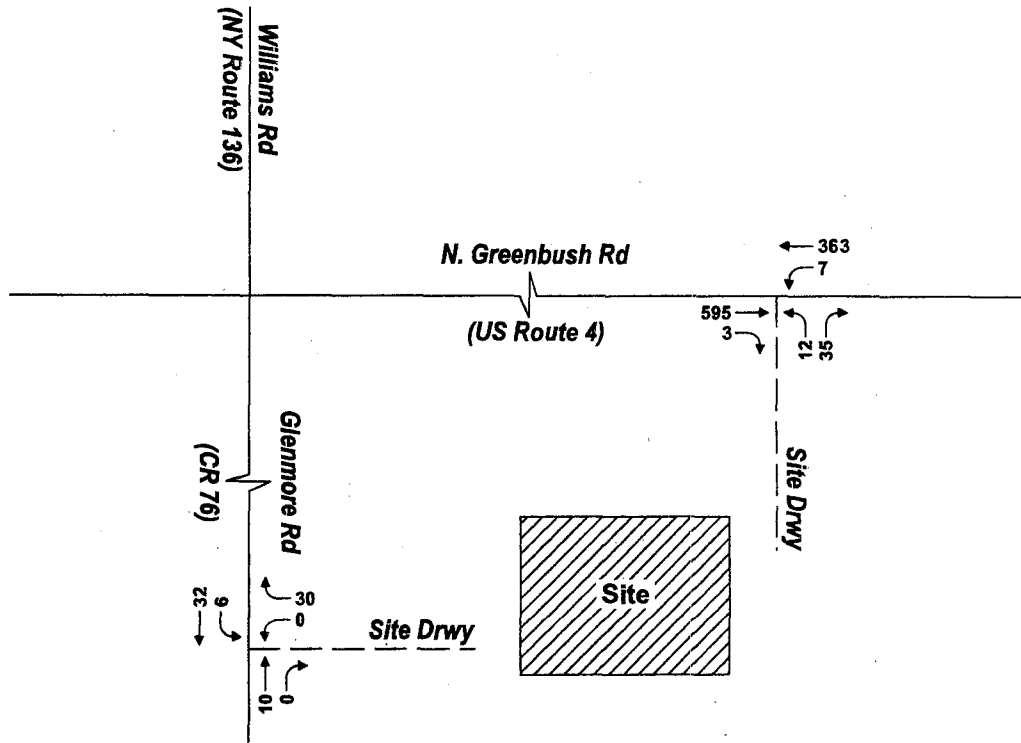 Williams Rd
(NY Route 136)
N. Greenbush Rd
(US Route 4)
363
7
595
3
12
35
Site Drwy
Glenmore Rd
(CR 76)
Site
32
6
30
0
Site Drwy
10
0